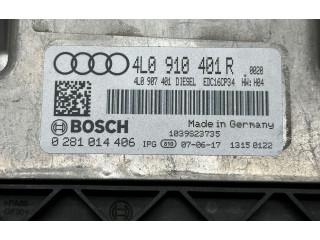 4L0 910 401 R 0020
4L0 907 401 DIESEL EDC16CP34 HW:H04
BOSCH
Made in Germany
1039S23735
0 281 014 406 IPG 810 07-06-17 1315 0122